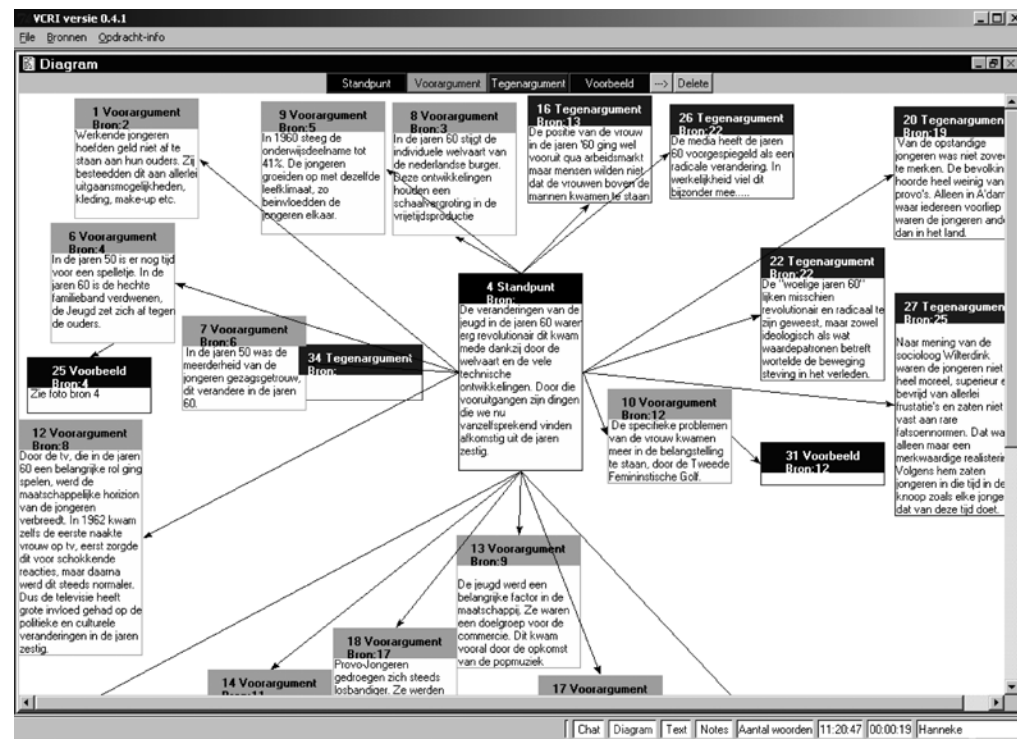 VCRI versie 0.4.1
File Bronnen Opdracht-info
Diagram
Standpunt Voorargument Tegenargument Voorbeeld ---> Delete
1 Voorargument
Bron:2
Werkende jongeren
hoefden geld niet af te
staan aan hun ouders. Zij
besteedden dit aan allerlei
uitgaansmogelijkheden,
kleding, make-up etc.
9 Voorargument
Bron:5
In 1960 steeg de
onderwijsdeelname tot
41%. De jongeren
groeiden op met dezelfde
leefklimaat, zo
beinvloedden de
jongeren elkaar.
8 Voorargument
Bron:3
In de jaren 60 stijgt de
individuele welvaart van
de nederlandse burger.
Deze ontwikkelingen
houden een
schaalvergroting in de
vrijetijdsproductie
16 Tegenargument
Bron:13
De positie van de vrouw
in de jaren '60 ging wel
vooruit qua arbeidsmarkt
maar mensen wilden niet
dat de vrouwen boven de
mannen kwamen te staan
26 Tegenargument
Bron:22
De media heeft de jaren
60 voorgespiegeld als een
radicale verandering. In
werkelijkheid viel dit
bijzonder mee.....
20 Tegenargument
Bron:19
Van de opstandige
jongeren was niet zovee
te merken. De bevolkin
hoorde heel weinig van
provo's. Alleen in A'dam
waar iedereen voorliep
waren de jongeren ande
dan in het land.
6 Voorargument
Bron:4
In de jaren 50 is er nog tijd
voor een spelletje. In de
jaren 60 is de hechte
familieband verdwenen,
de Jeugd zet zich af tegen
de ouders.
4 Standpunt
Bron:
De veranderingen van de
jeugd in de jaren 60 waren
erg revolutionair dit kwam
mede dankzij door de
welvaart en de vele
technische
ontwikkelingen. Door die
vooruitgangen zijn dingen
die we nu
vanzelfsprekend vinden
afkomstig uit de jaren
zestig.
22 Tegenargument
Bron:22
De "woelige jaren 60"
lijken misschien
revolutionair en radicaal te
zijn geweest, maar zowel
ideologisch als wat
waardepatronen betreft
wortelde de beweging
steving in het verleden.
27 Tegenargument
Bron:25
Naar mening van de
socioloog Wilterdink
waren de jongeren niet
heel moreel, superieur e
bevrijd van allerlei
frustatie's en zaten niet
vast aan rare
fatsoennormen. Dat wa
alleen maar een
merkwaardige realisterin
Volgens hem zaten
jongeren in die tijd in de
knoop zoals elke jonge
dat van deze tijd doet.
7 Voorargument
Bron:6
In de jaren 50 was de
meerderheid van de
jongeren gezagsgetrouw,
dit verandere in de jaren
60.
34 Tegenargument
Bron:
25 Voorbeeld
Bron:4
Zie foto bron 4
10 Voorargument
Bron:12
De specifieke problemen
van de vrouw kwamen
meer in de belangstelling
te staan, door de Tweede
Femininstische Golf.
31 Voorbeeld
Bron:12
12 Voorargument
Bron:8
Door de tv, die in de jaren
60 een belangrijke rol ging
spelen, werd de
maatschappelijke horizion
van de jongeren
verbreedt. In 1962 kwam
zelfs de eerste naakte
vrouw op tv, eerst zorgde
dit voor schokkende
reacties, maar daarna
werd dit steeds normaler.
Dus de televisie heeft
grote invloed gehad op de
politieke en culturele
veranderingen in de jaren
zestig.
13 Voorargument
Bron:9
De jeugd werd een
belangrijke factor in de
maatschappij. Ze waren
een doelgroep voor de
commercie. Dit kwam
vooral door de opkomst
van de popmuziek
18 Voorargument
Bron:17
Provo-Jongeren
gedroegen zich steeds
losbandiger. Ze werden
14 Voorargument
Bron:11
17 Voorargument
Chat Diagram Text Notes Aantal woorden 11:20:47 00:00:19 Hanneke